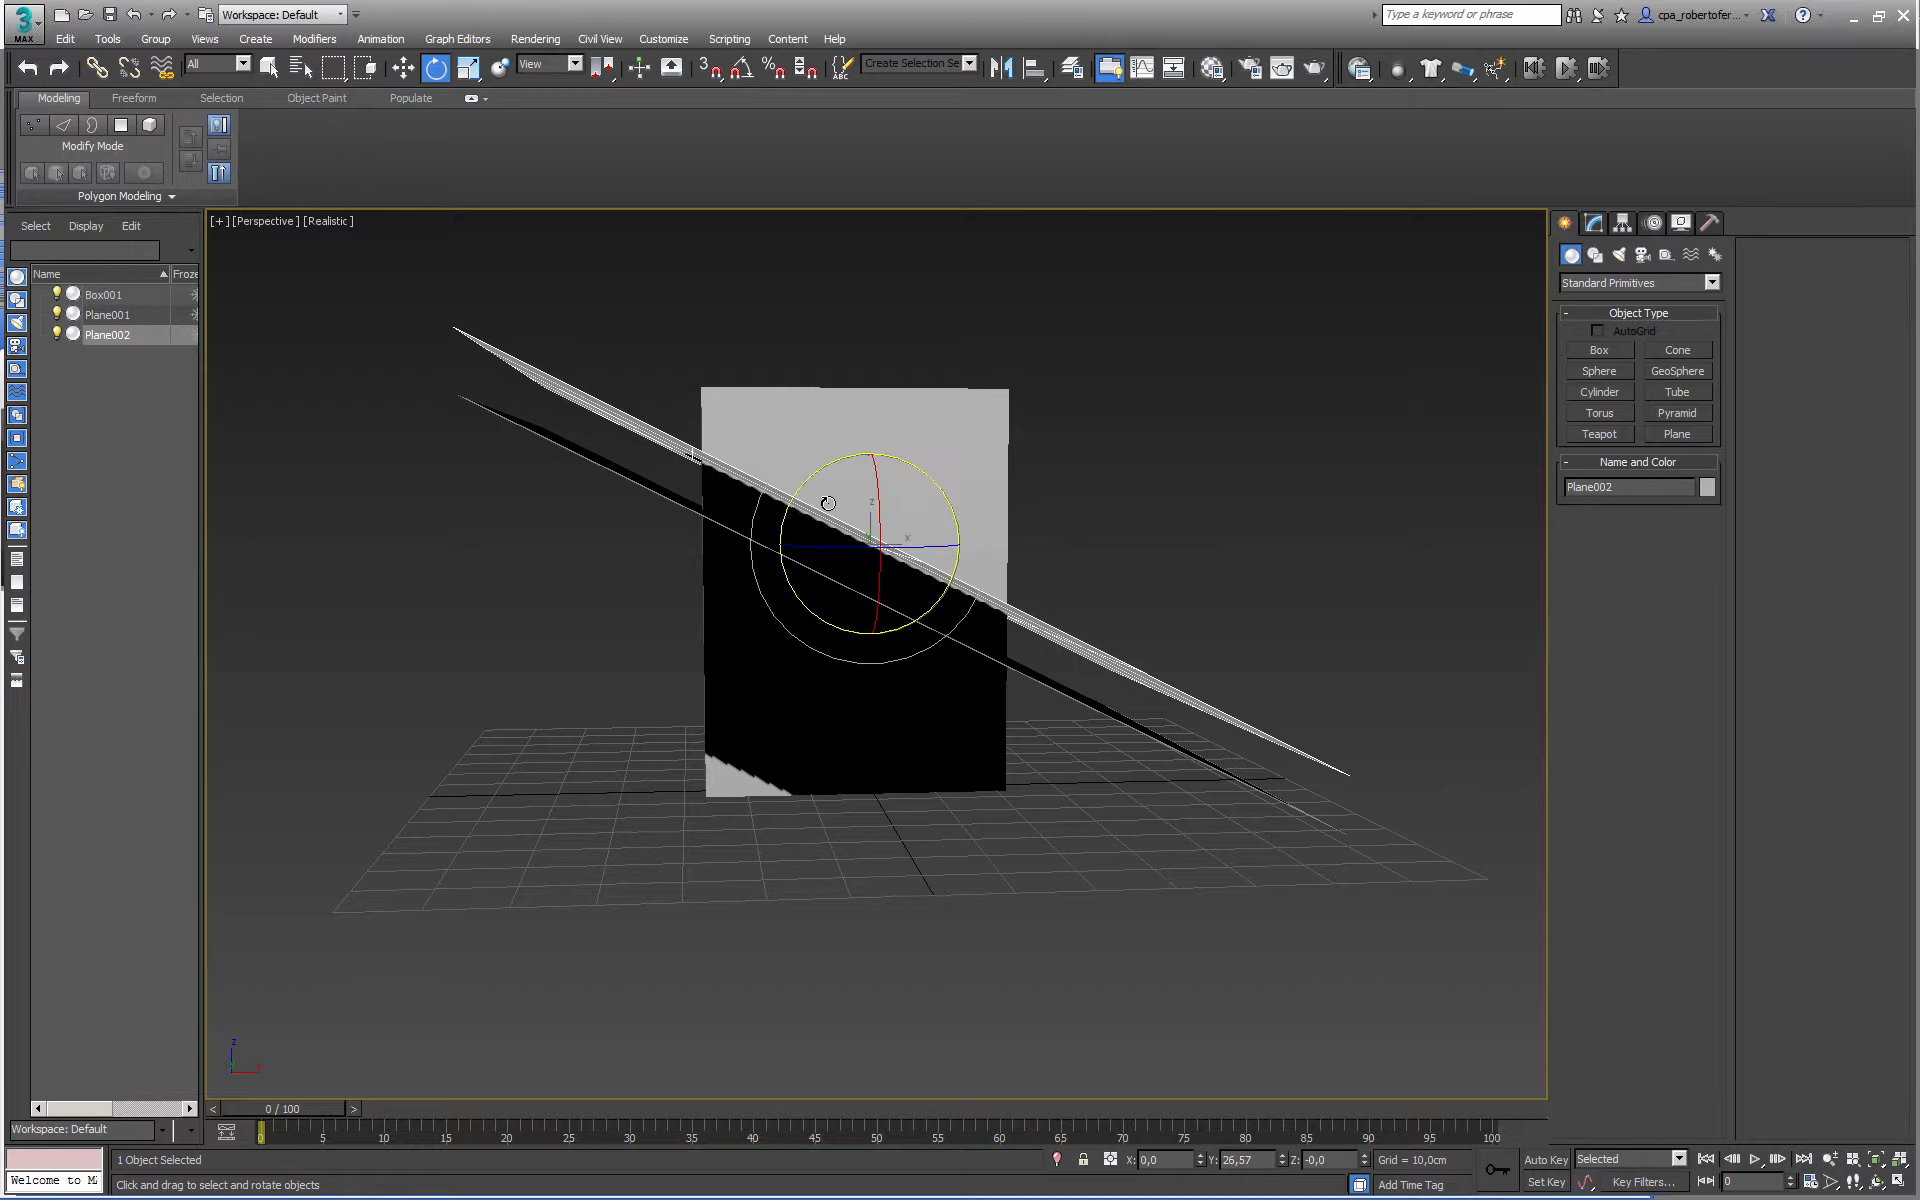 Workspace: Default
Type a keyword or phrase
cpa_robertofer...
MAX
Edit Tools Group Views Create Modifiers Animation Graph Editors Rendering Civil View Customize Scripting Content Help
All
View
Create Selection Se
ABC
Modeling Freeform Selection Object Paint Populate
Modify Mode
Polygon Modeling
Select Display Edit
Name Froze
Box001
Plane001
Plane002
[+] [Perspective] [Realistic]
z
x
Standard Primitives
- Object Type
AutoGrid
Box Cone
Sphere GeoSphere
Cylinder Tube
Torus Pyramid
Teapot Plane
- Name and Color
Plane002
z
x
< 0 / 100 >
Workspace: Default
0 5 10 15 20 25 30 35 40 45 50 55 60 65 70 75 80 85 90 95 100
1 Object Selected
X: 0,0 Y: 26,57 Z: -0,0 Grid = 10,0cm
Auto Key Selected
Welcome to M
Click and drag to select and rotate objects
Add Time Tag
Set Key Key Filters... 0